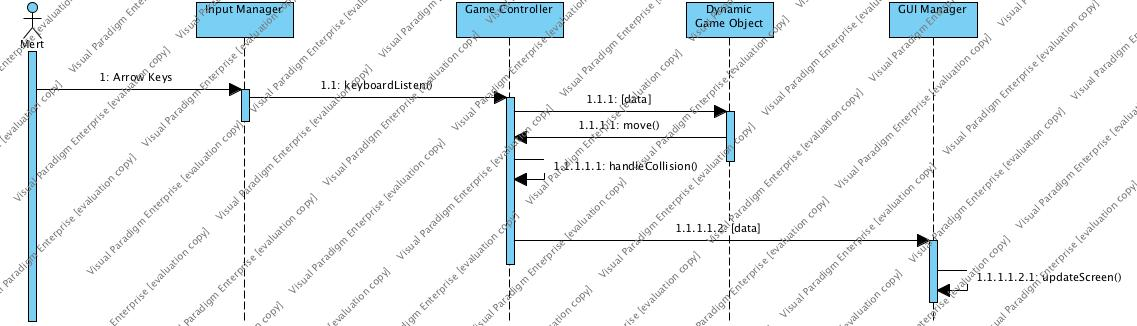 Mert
Input Manager
Game Controller
Dynamic
Game Object
GUI Manager
1: Arrow Keys
1.1: keyboardListen()
1.1.1: [data]
1.1.1.1: move()
1.1.1.1.1: handleCollision()
1.1.1.1.2: [data]
1.1.1.1.2.1: updateScreen()
Visual Paradigm Enterprise [evaluation copy]